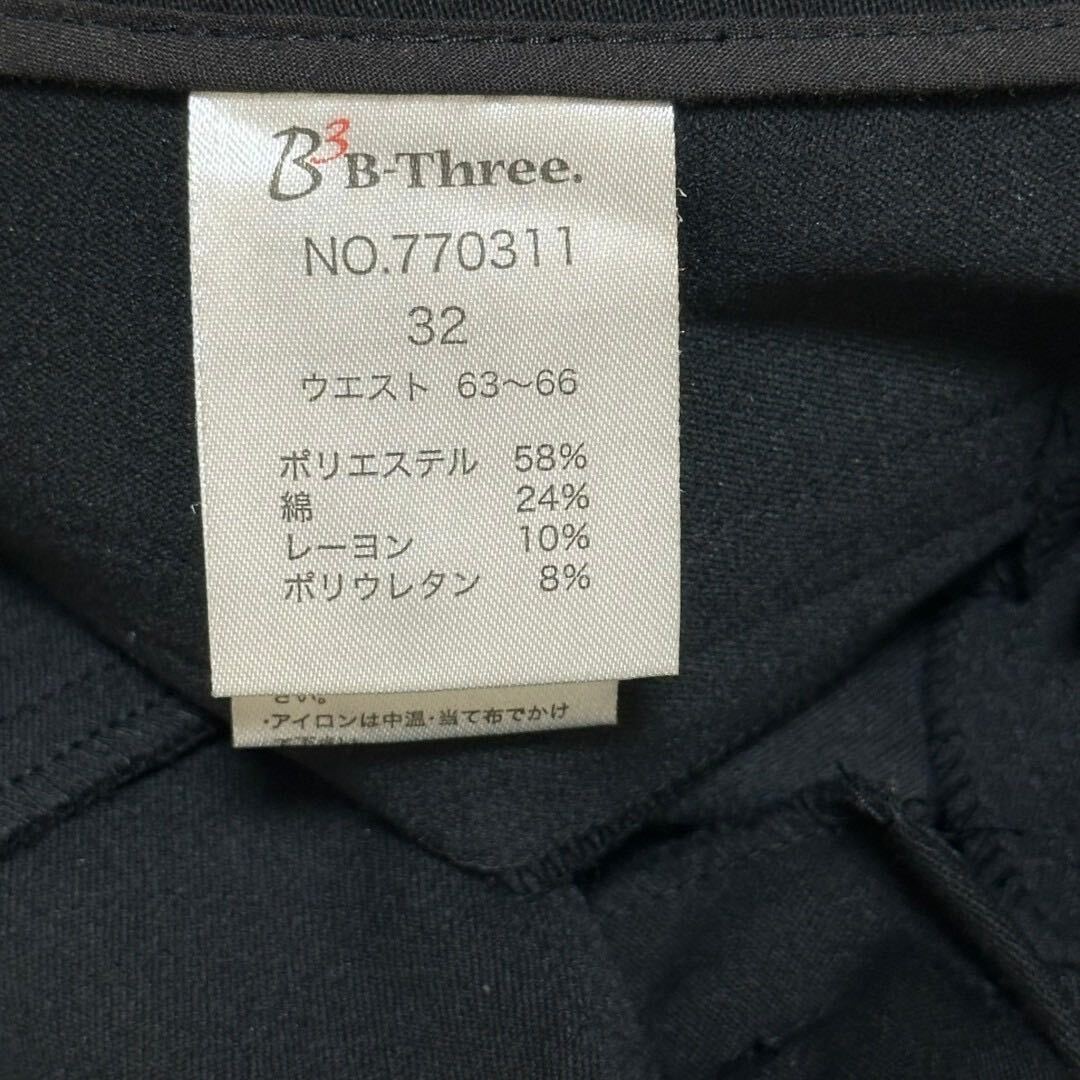 B3 B-Three.
NO.770311
32
ウエスト 63〜66
ポリエステル 58%
綿 24%
レーヨン 10%
ポリウレタン 8%
さい。
・アイロンは中温・当て布でかけ